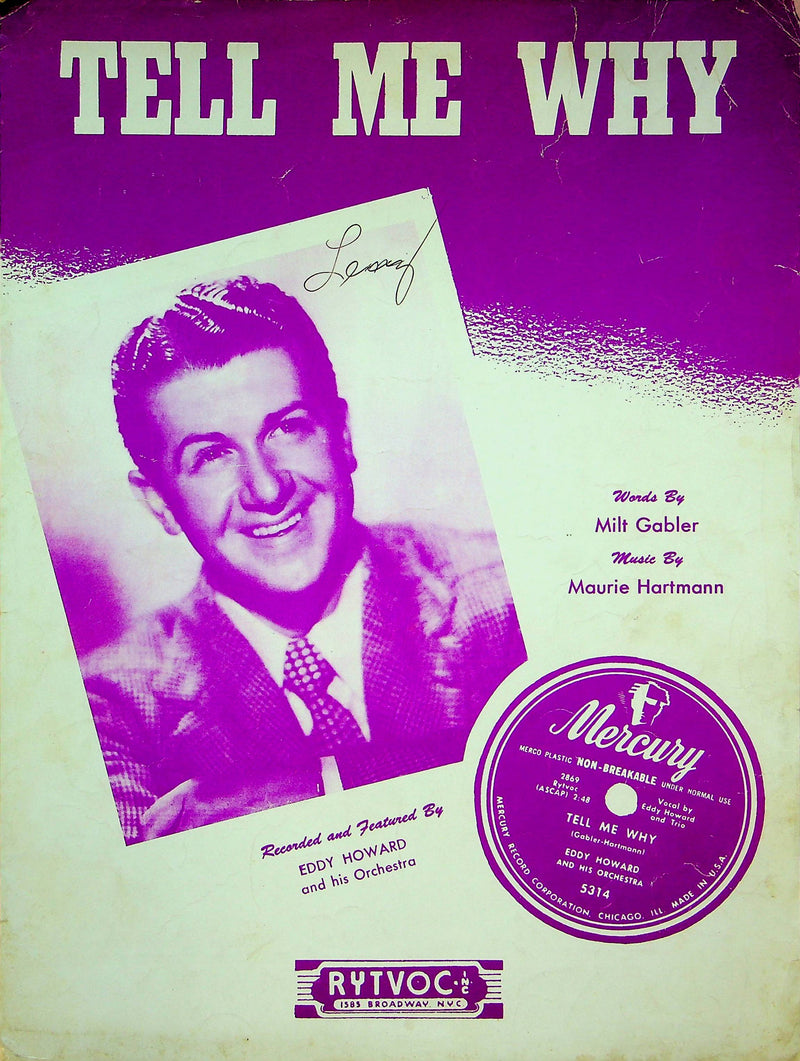 TELL ME WHY
Lenny
Words By
Milt Gabler
Music By
Maurie Hartmann
Recorded and Featured By
EDDY HOWARD
and his Orchestra
Mercury
MERCO PLASTIC "NON-BREAKABLE UNDER NORMAL USE
2869
Rytvoc
(ASCAP) 2:48
Vocal by
Eddy Howard
and Trio
TELL ME WHY
(Gabler-Hartmann)
EDDY HOWARD
AND HIS ORCHESTRA
5314
MERCURY RECORD CORPORATION, CHICAGO, ILL. MADE IN U.S.A.
RYTVOC·INC·
1585 BROADWAY, N.Y.C